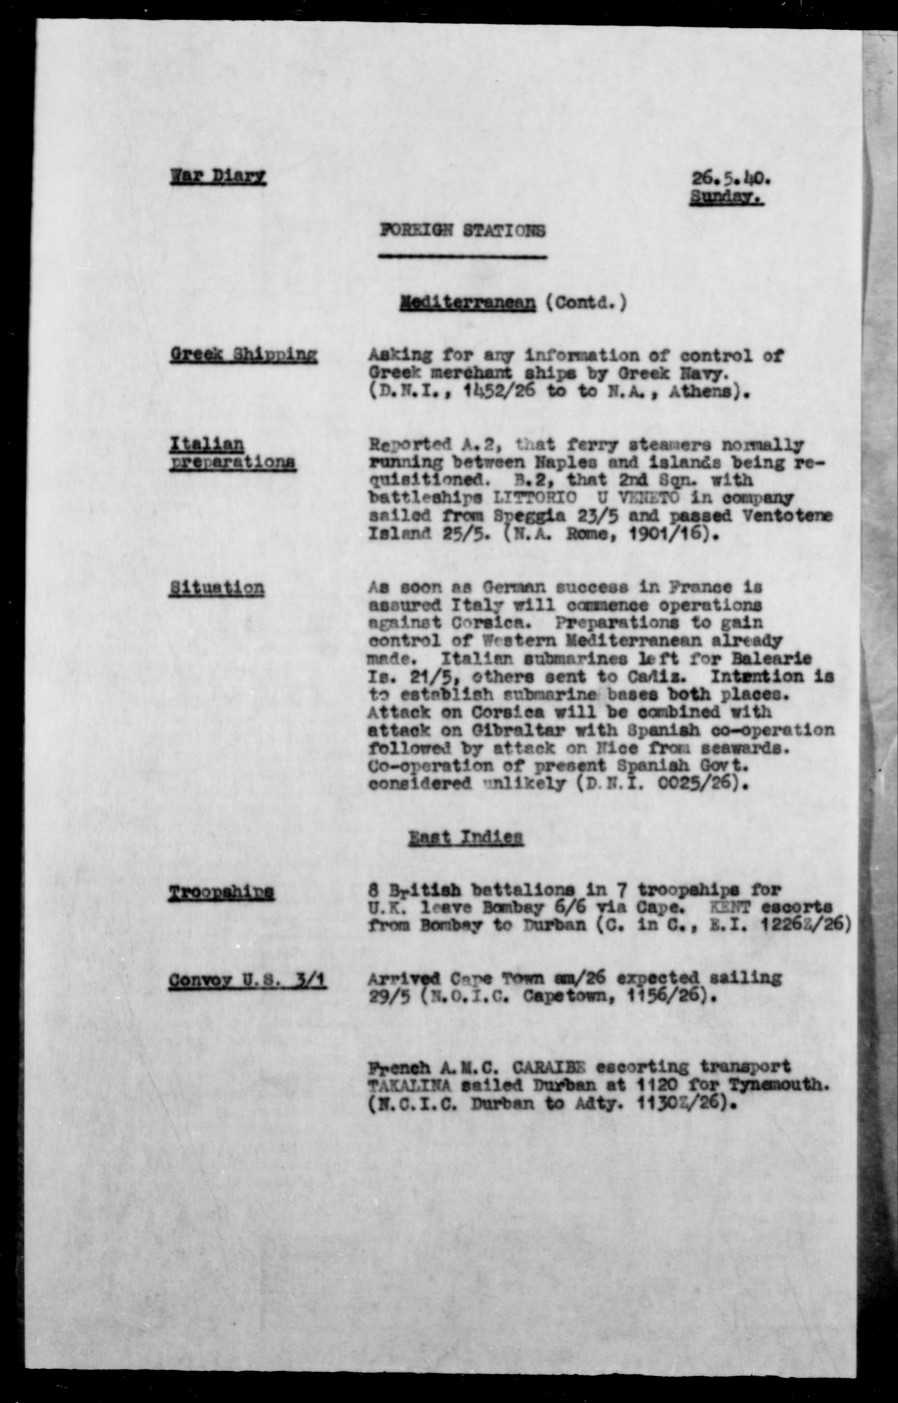 War Diary
26.5.40.
Sunday.
FOREIGN STATIONS
Mediterranean (Contd.)
Greek Shipping
Asking for any information of control of
Greek merchant ships by Greek Navy.
(D.N.I., 1452/26 to to N.A., Athens).
Italian
preparations
Reported A.2, that ferry steamers normally
running between Naples and islands being re-
quisitioned. B.2, that 2nd Sqn. with
battleships LITTORIO U VENETO in company
sailed from Speggia 23/5 and passed Ventotene
Island 25/5. (N.A. Rome, 1901/16).
Situation
As soon as German success in France is
assured Italy will commence operations
against Corsica. Preparations to gain
control of Western Mediterranean already
made. Italian submarines left for Balearie
Is. 21/5, others sent to Cadiz. Intention is
to establish submarine bases both places.
Attack on Corsica will be combined with
attack on Gibraltar with Spanish co-operation
followed by attack on Nice from seawards.
Co-operation of present Spanish Govt.
considered unlikely (D.N.I. 0025/26).
East Indies
Troopships
8 British battalions in 7 troopships for
U.K. leave Bombay 6/6 via Cape. KENT escorts
from Bombay to Durban (C. in C., E.I. 1226Z/26)
Convoy U.S. 3/1
Arrived Cape Town am/26 expected sailing
29/5 (N.O.I.C. Capetown, 1156/26).
French A.M.C. CARAIBE escorting transport
TAKALINA sailed Durban at 1120 for Tynemouth.
(N.C.I.C. Durban to Adty. 1130Z/26).